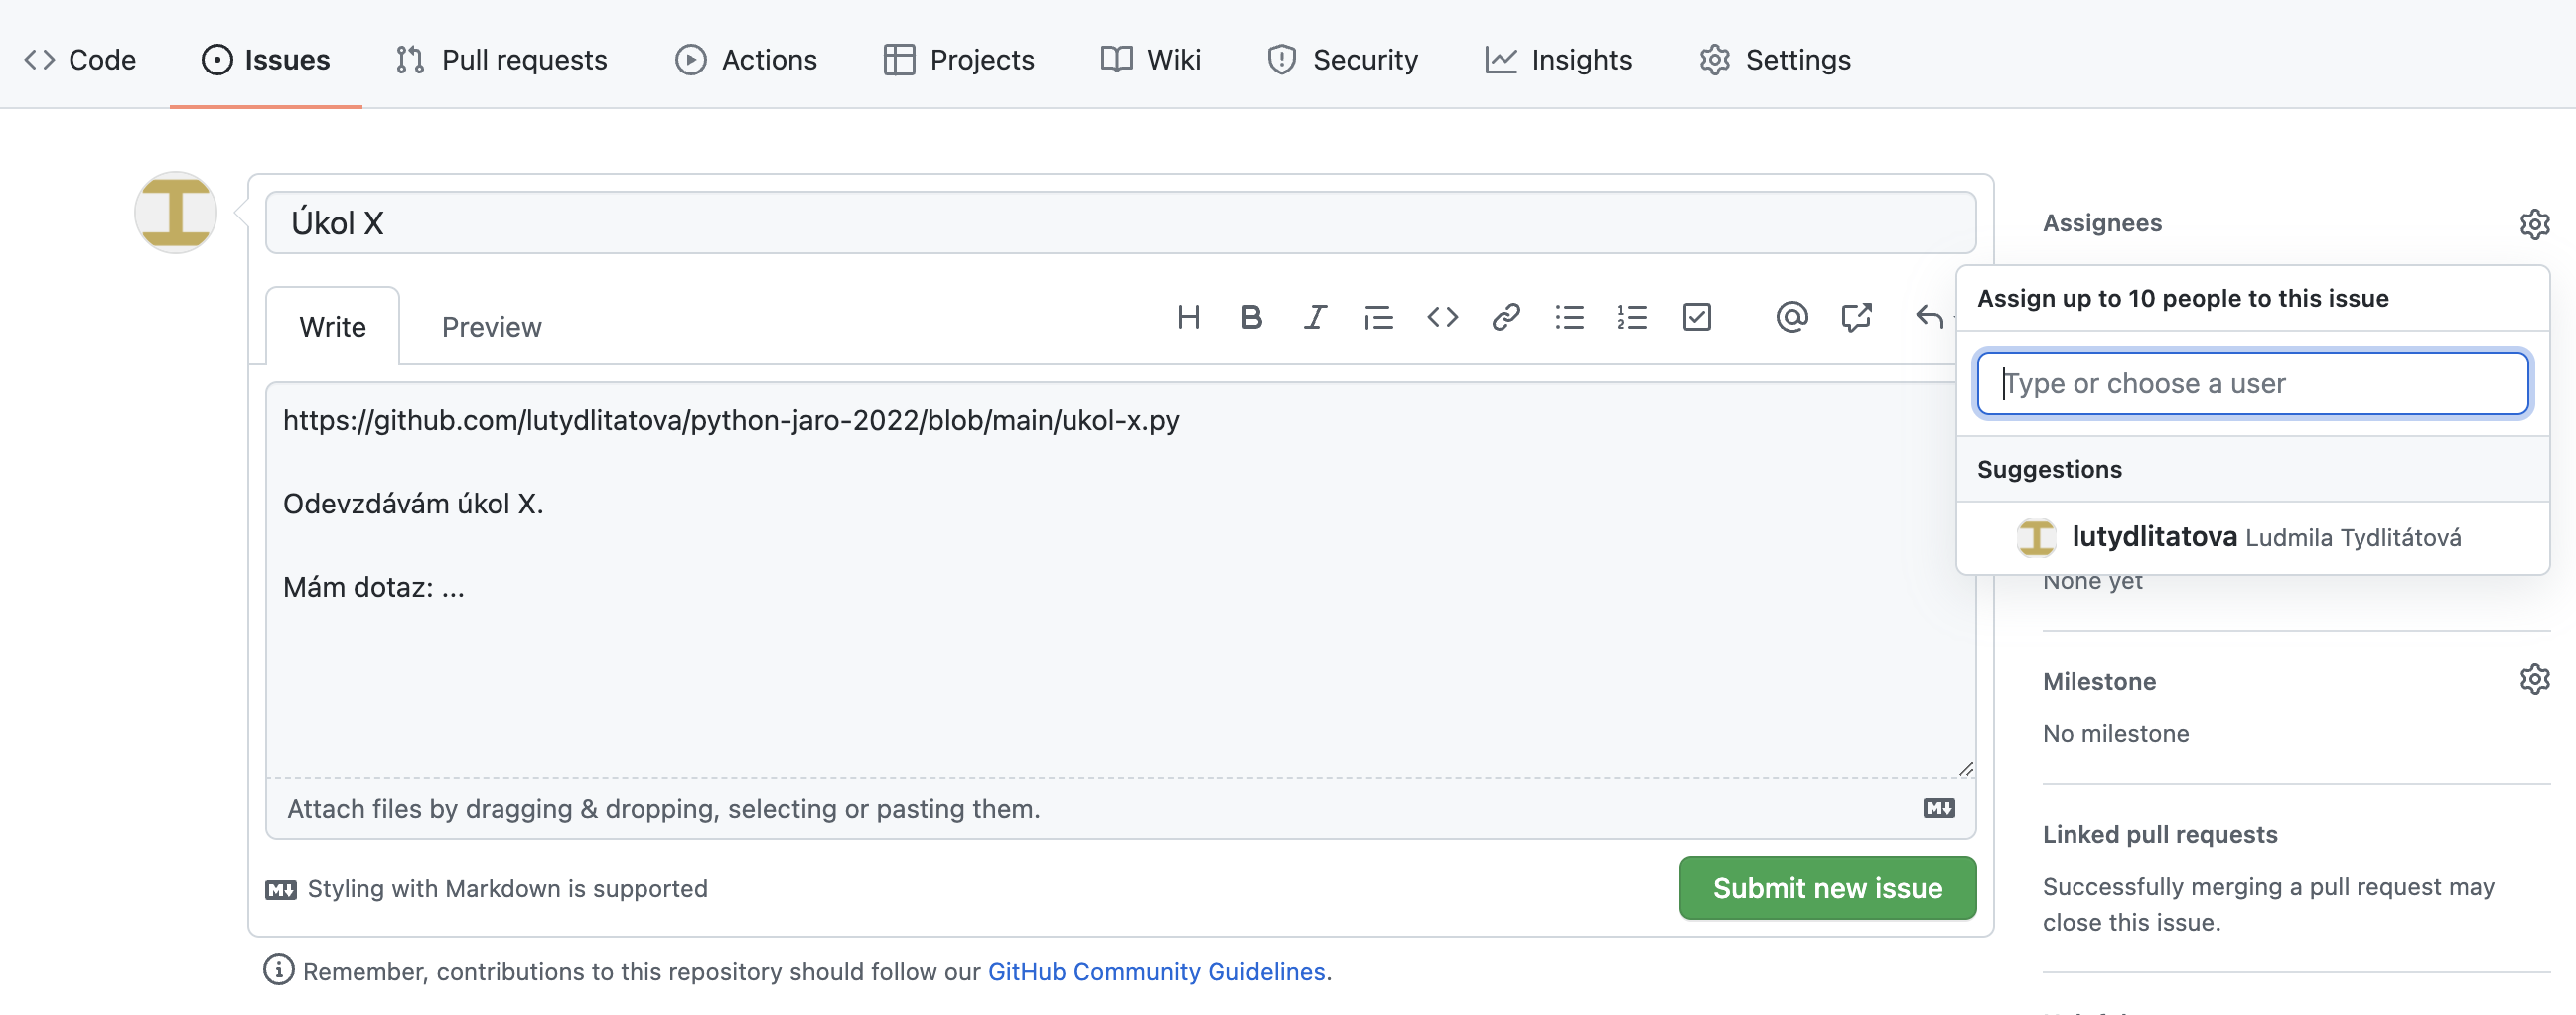 Code Issues Pull requests Actions Projects Wiki Security Insights Settings
Úkol X
Write Preview
https://github.com/lutydlitatova/python-jaro-2022/blob/main/ukol-x.py
Odevzdávám úkol X.
Mám dotaz: ...
Attach files by dragging & dropping, selecting or pasting them.
Styling with Markdown is supported
Submit new issue
Remember, contributions to this repository should follow our GitHub Community Guidelines.
Assignees
Assign up to 10 people to this issue
Type or choose a user
Suggestions
lutydlitatova Ludmila Tydlitátová
None yet
Milestone
No milestone
Linked pull requests
Successfully merging a pull request may
close this issue.